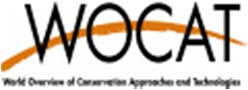 WOCAT
World Overview of Conservation Approaches and Technologies